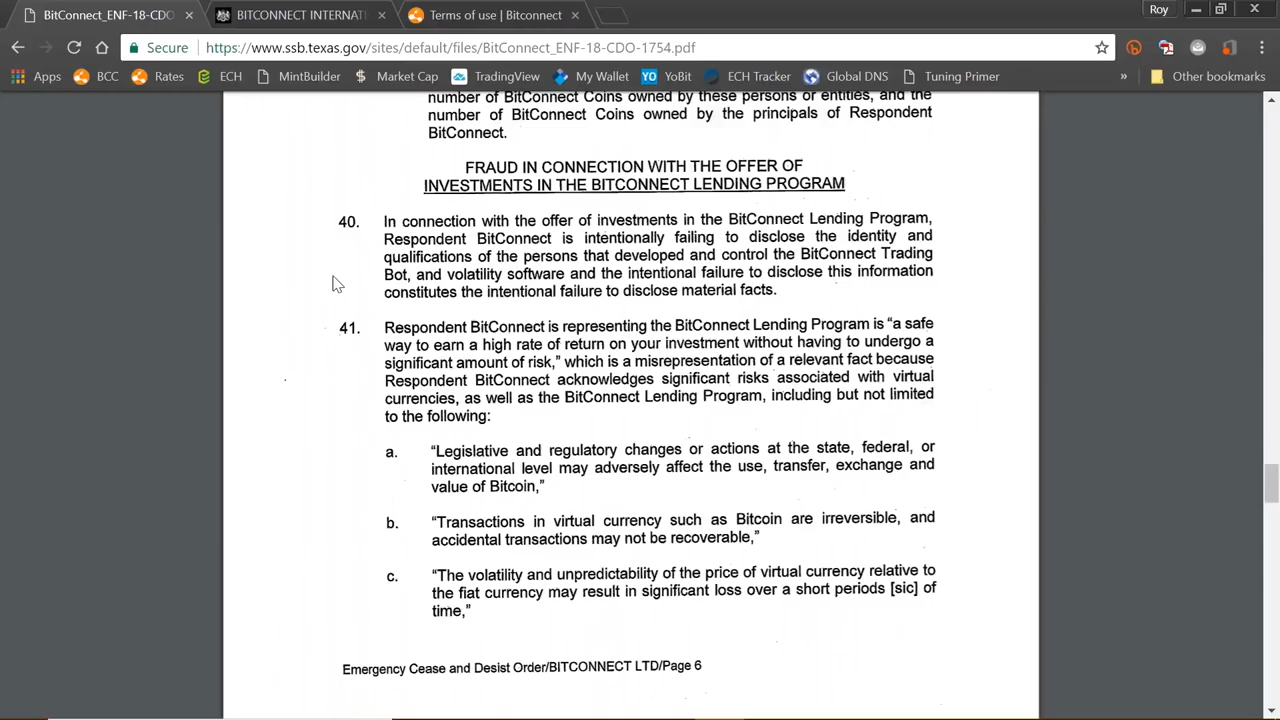 BitConnect_ENF-18-CDO
BITCONNECT INTERNATI
Terms of use | Bitconnect
Roy
Secure
https://www.ssb.texas.gov/sites/default/files/BitConnect_ENF-18-CDO-1754.pdf
Apps
BCC
Rates
ECH
MintBuilder
$ Market Cap
TradingView
My Wallet
YO YoBit
ECH Tracker
Global DNS
Tuning Primer
»
Other bookmarks
number of BitConnect Coins owned by these persons or entities, and the
number of BitConnect Coins owned by the principals of Respondent
BitConnect.
FRAUD IN CONNECTION WITH THE OFFER OF
INVESTMENTS IN THE BITCONNECT LENDING PROGRAM
40. In connection with the offer of investments in the BitConnect Lending Program,
Respondent BitConnect is intentionally failing to disclose the identity and
qualifications of the persons that developed and control the BitConnect Trading
Bot, and volatility software and the intentional failure to disclose this information
constitutes the intentional failure to disclose material facts.
41. Respondent BitConnect is representing the BitConnect Lending Program is “a safe
way to earn a high rate of return on your investment without having to undergo a
significant amount of risk,” which is a misrepresentation of a relevant fact because
Respondent BitConnect acknowledges significant risks associated with virtual
currencies, as well as the BitConnect Lending Program, including but not limited
to the following:
a. “Legislative and regulatory changes or actions at the state, federal, or
international level may adversely affect the use, transfer, exchange and
value of Bitcoin,”
b. “Transactions in virtual currency such as Bitcoin are irreversible, and
accidental transactions may not be recoverable,”
c. “The volatility and unpredictability of the price of virtual currency relative to
the fiat currency may result in significant loss over a short periods [sic] of
time,”
Emergency Cease and Desist Order/BITCONNECT LTD/Page 6